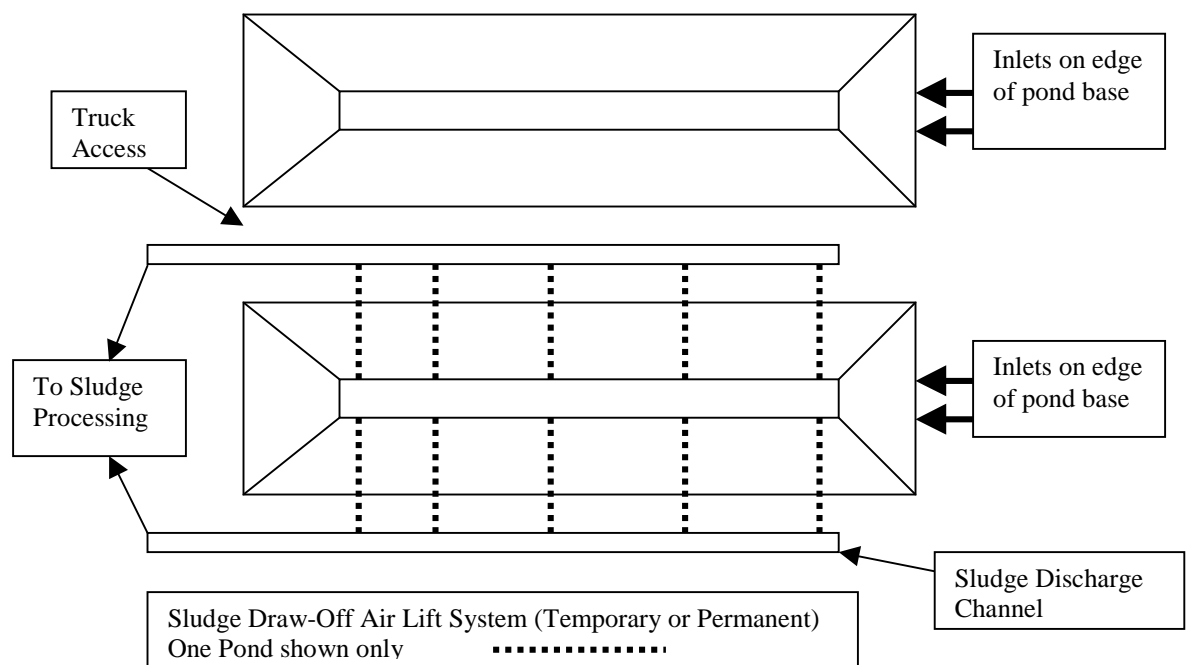 Inlets on edge
of pond base
Truck
Access
To Sludge
Processing
Inlets on edge
of pond base
Sludge Discharge
Channel
Sludge Draw-Off Air Lift System (Temporary or Permanent)
One Pond shown only